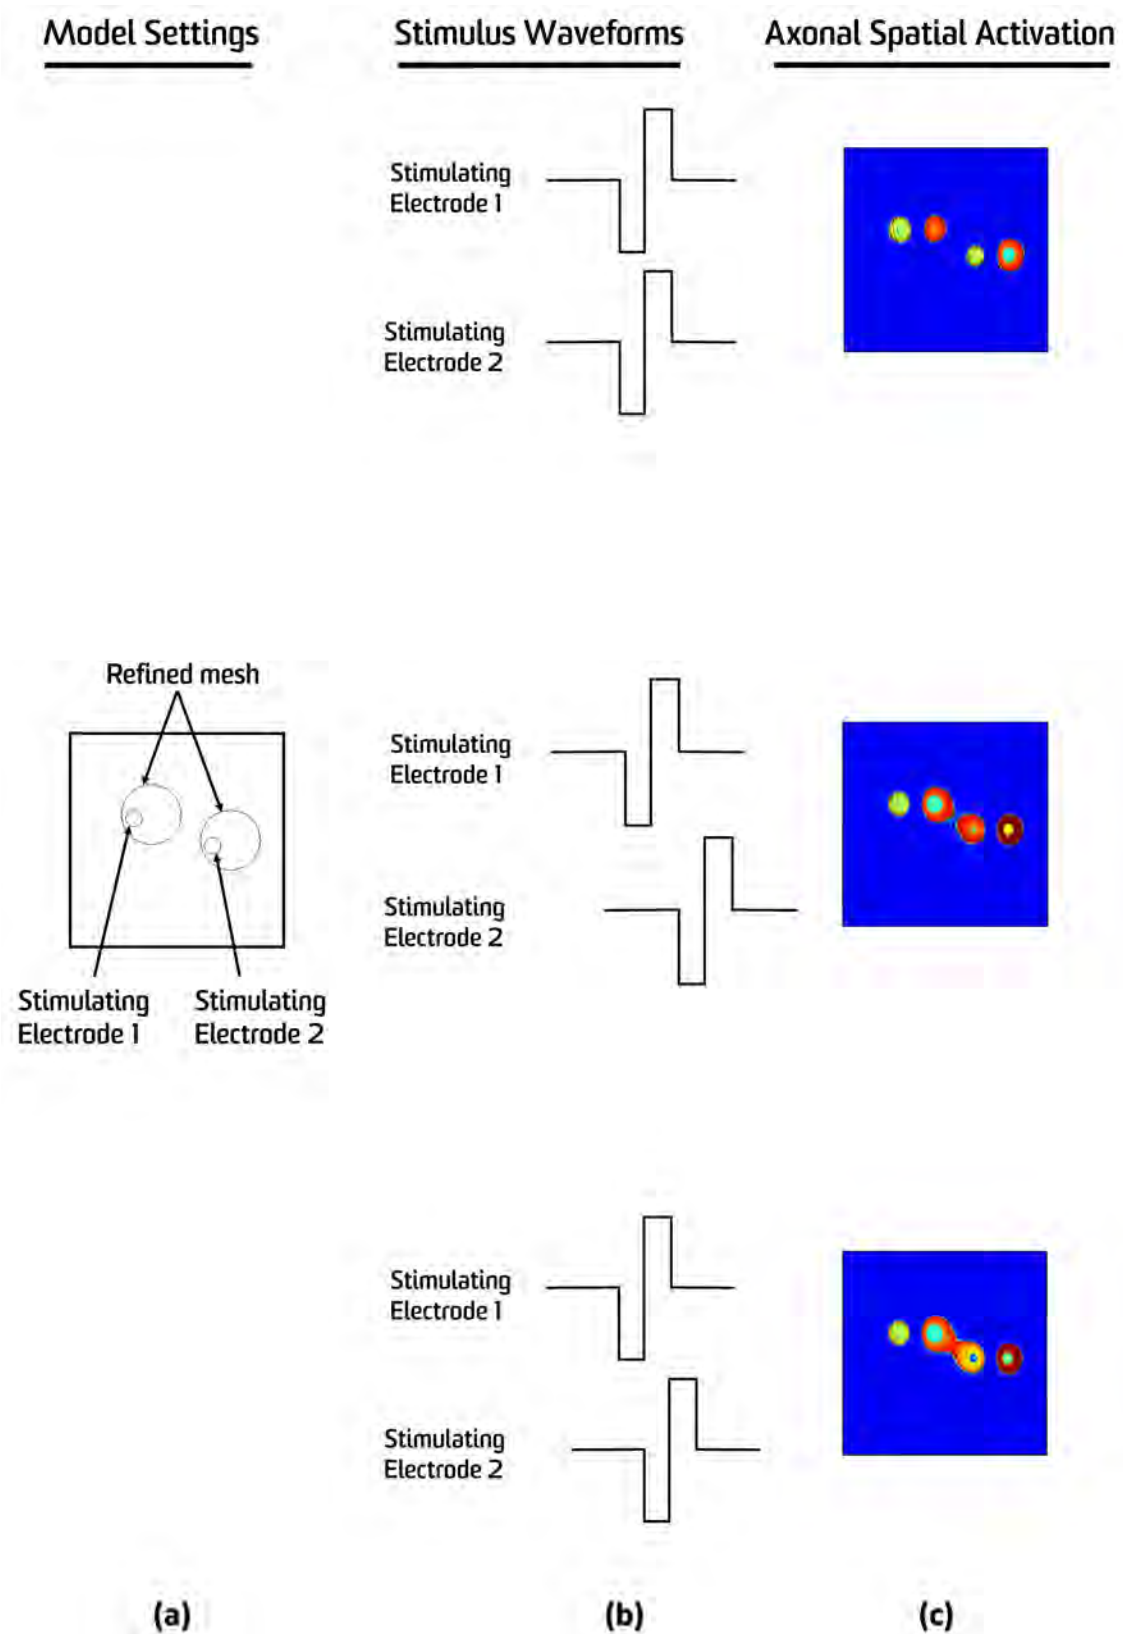 Model Settings
Stimulus Waveforms
Axonal Spatial Activation
Stimulating
Electrode 1
Stimulating
Electrode 2
Refined mesh
Stimulating
Electrode 1
Stimulating
Electrode 2
Stimulating
Electrode 1
Stimulating
Electrode 2
Stimulating
Electrode 1
Stimulating
Electrode 2
(a)
(b)
(c)